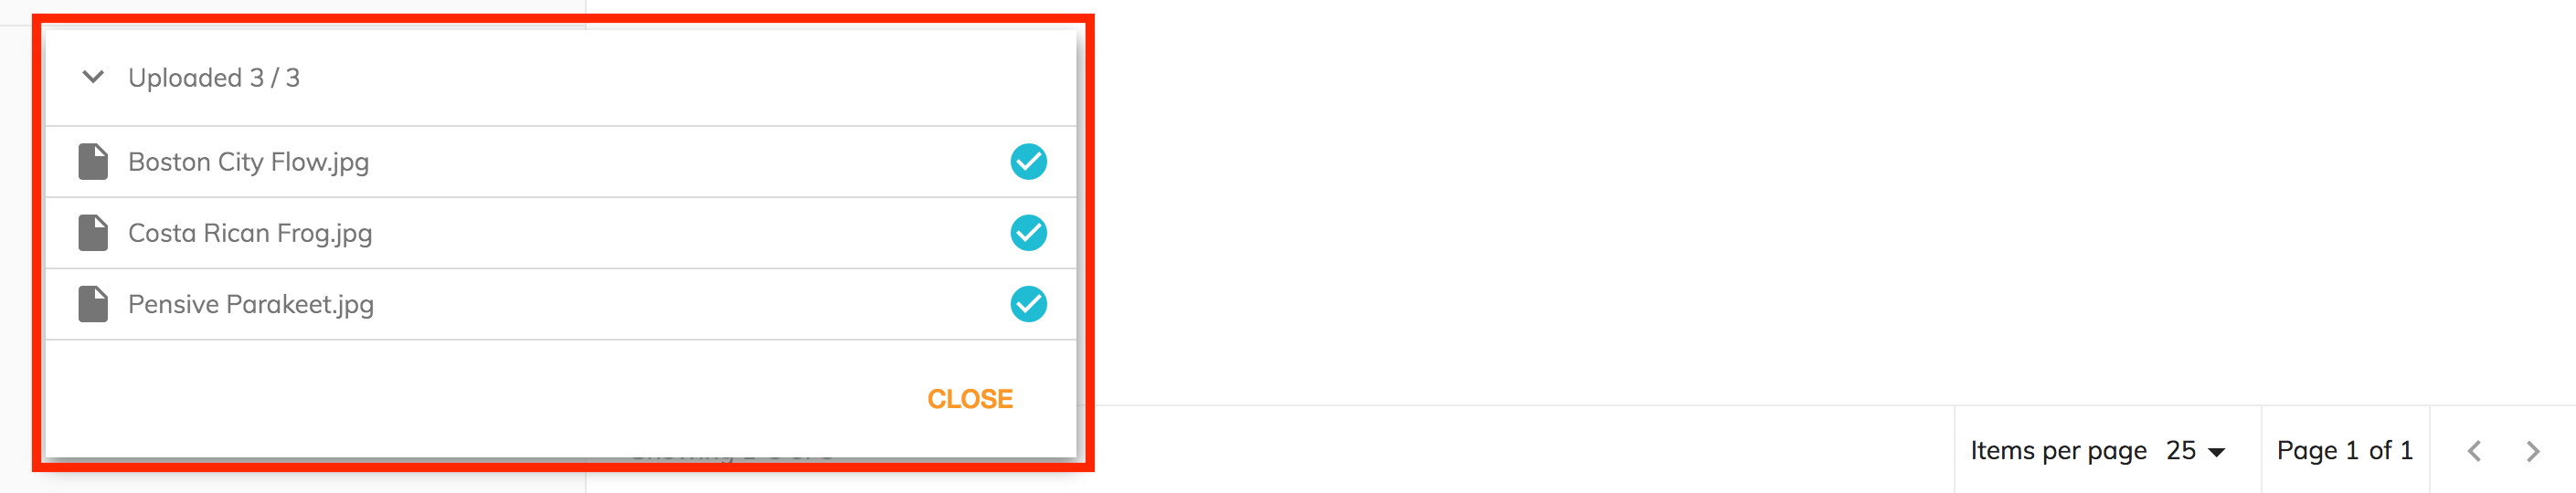 Uploaded 3 / 3
Boston City Flow.jpg
Costa Rican Frog.jpg
Pensive Parakeet.jpg
CLOSE
Items per page 25 Page 1 of 1